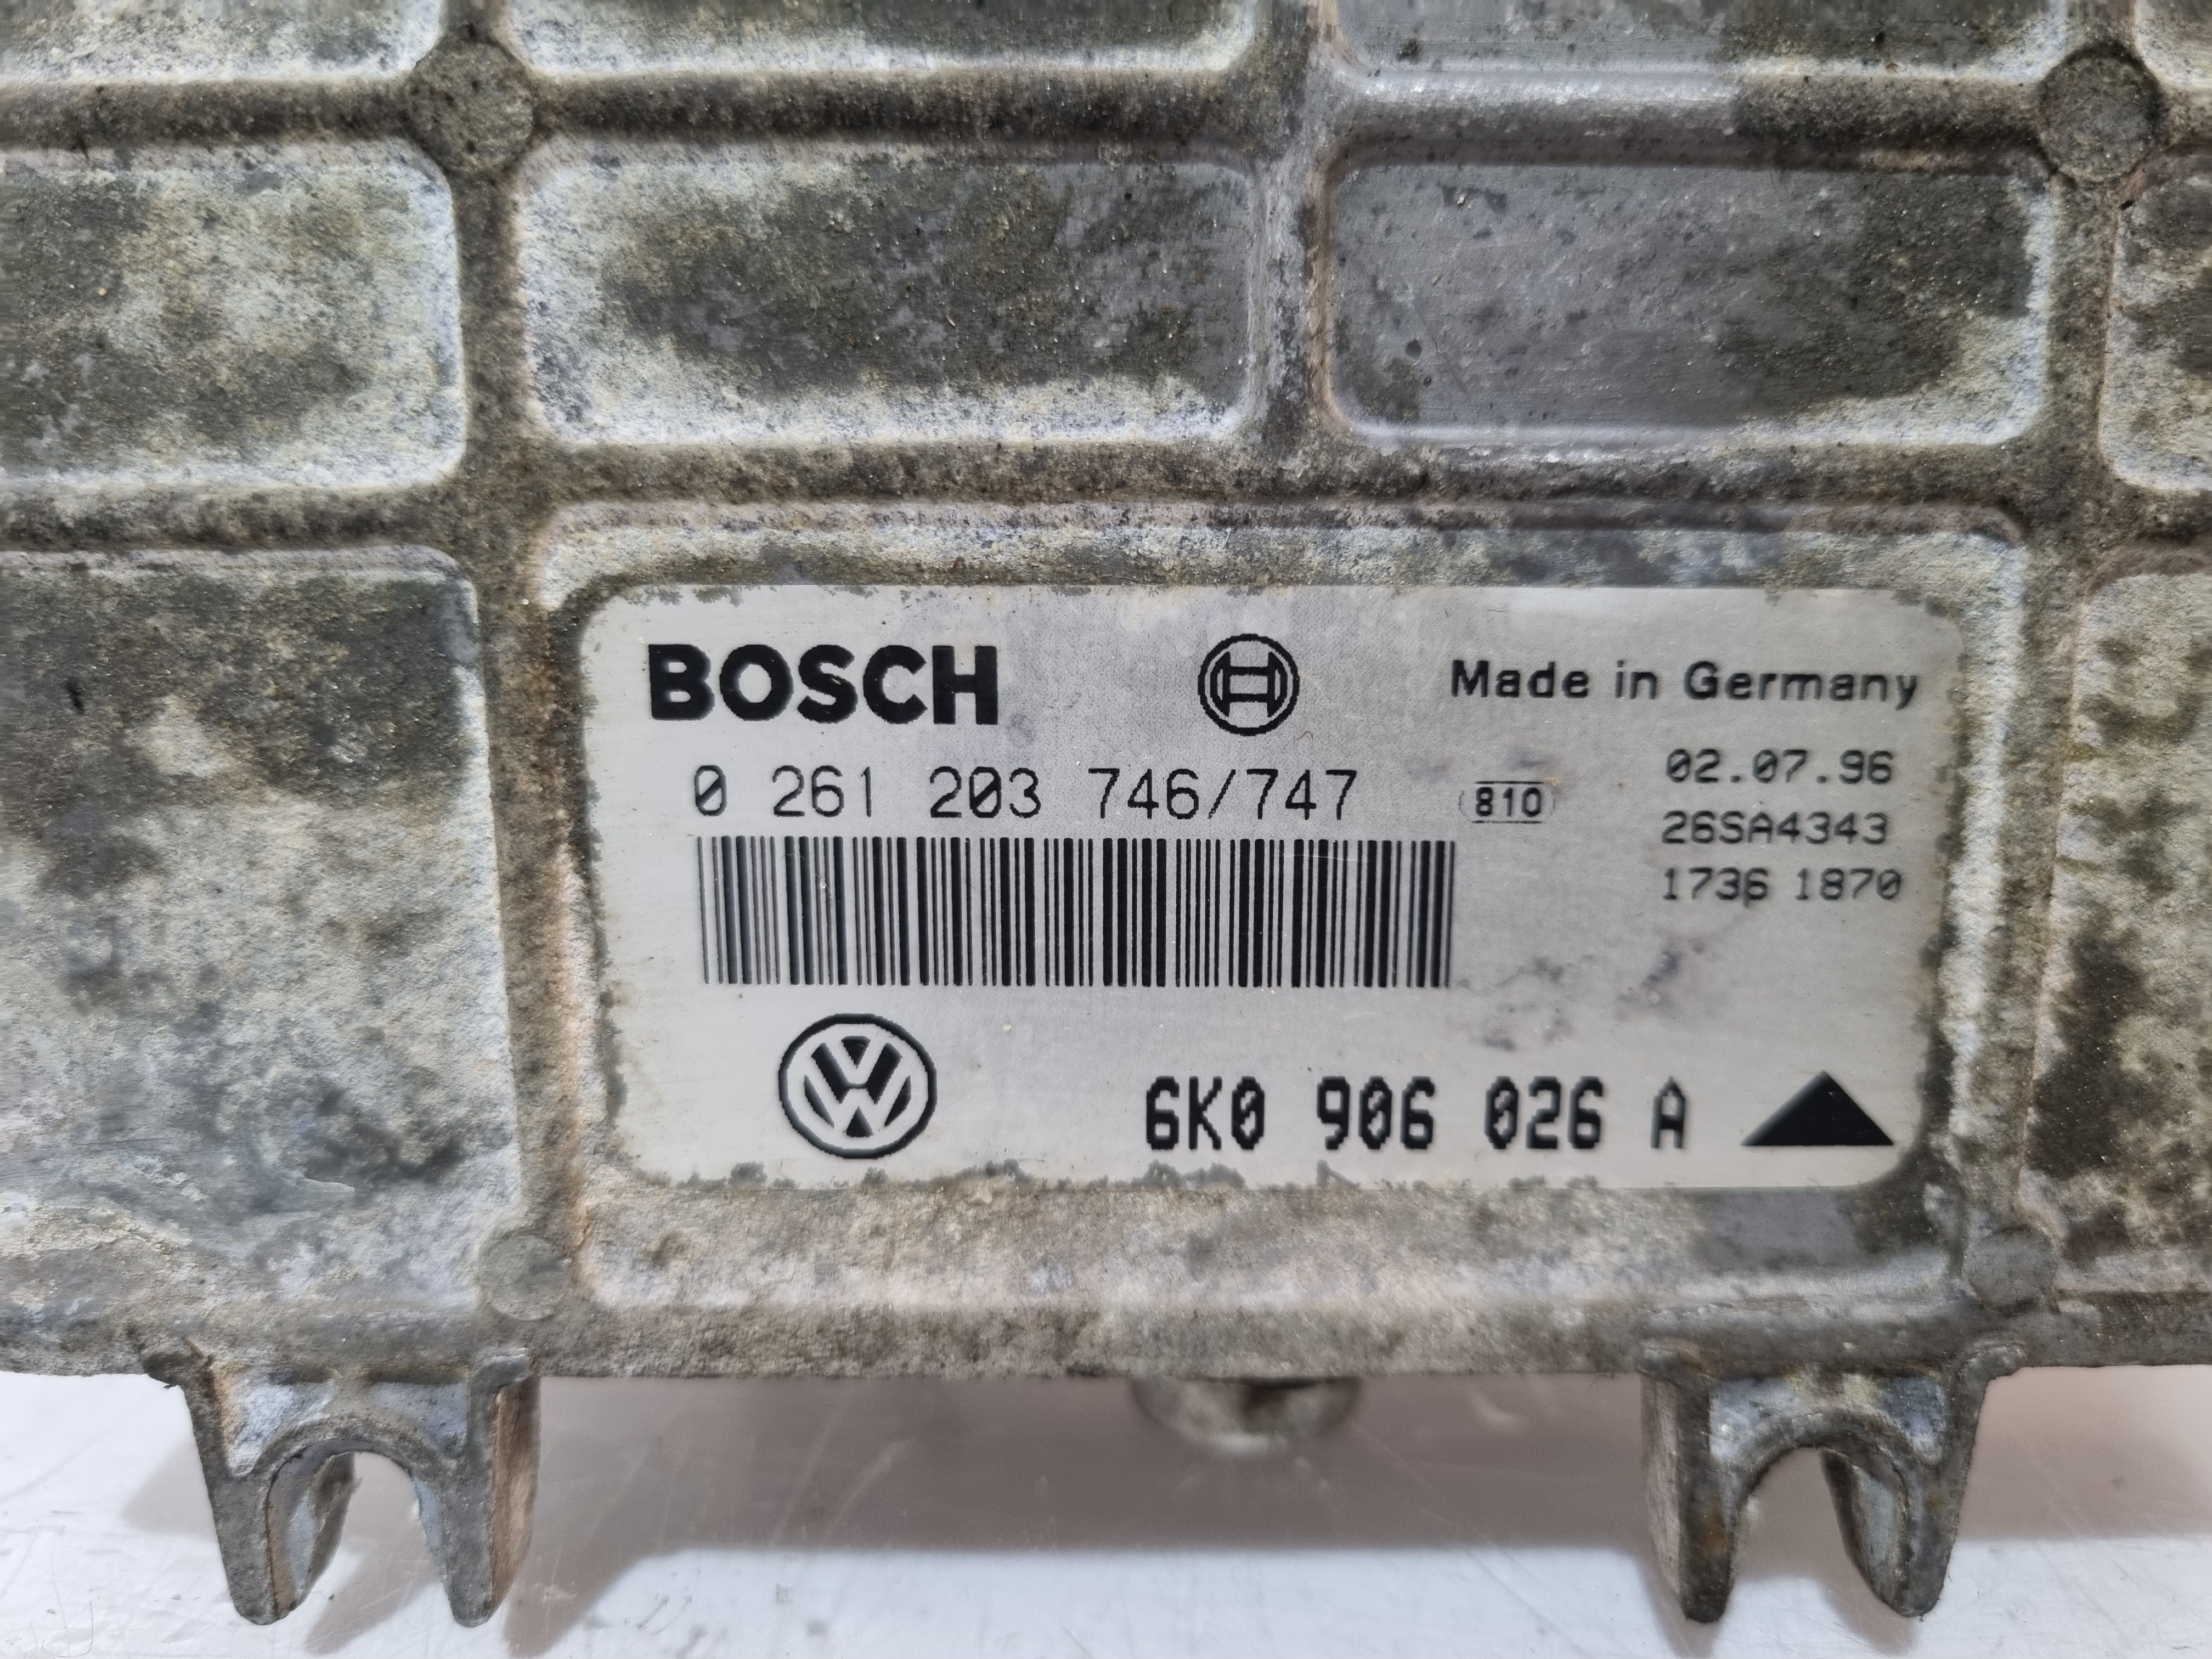 BOSCH
Made in Germany
0 261 203 746/747
810
02.07.96
26SA4343
1736 1870
6K0 906 026 A